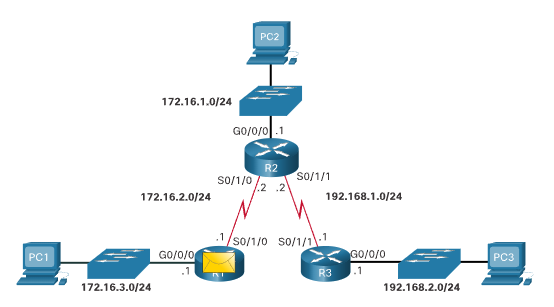 PC2
172.16.1.0/24
G0/0/0 .1
R2
S0/1/0 S0/1/1
.2 .2
172.16.2.0/24 192.168.1.0/24
.1 S0/1/0 S0/1/1 .1
PC1 G0/0/0 R1 R3 G0/0/0 PC3
.1 .1
172.16.3.0/24 192.168.2.0/24